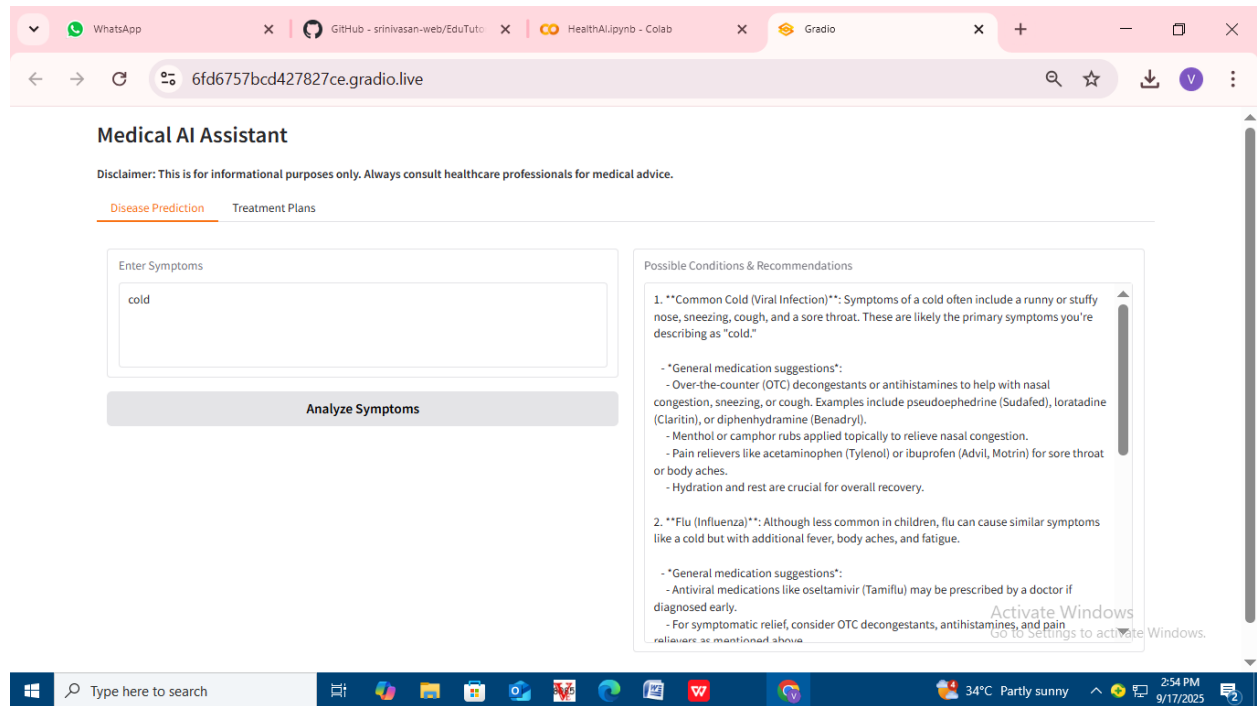 WhatsApp
GitHub - srinivasan-web/EduTuto
HealthAI.ipynb - Colab
Gradio
6fd6757bcd427827ce.gradio.live
V
Medical AI Assistant
Disclaimer: This is for informational purposes only. Always consult healthcare professionals for medical advice.
Disease Prediction
Treatment Plans
Enter Symptoms
cold
Analyze Symptoms
Possible Conditions & Recommendations
1. **Common Cold (Viral Infection)**: Symptoms of a cold often include a runny or stuffy
nose, sneezing, cough, and a sore throat. These are likely the primary symptoms you're
describing as "cold."
- *General medication suggestions*:
- Over-the-counter (OTC) decongestants or antihistamines to help with nasal
congestion, sneezing, or cough. Examples include pseudoephedrine (Sudafed), loratadine
(Claritin), or diphenhydramine (Benadryl).
- Menthol or camphor rubs applied topically to relieve nasal congestion.
- Pain relievers like acetaminophen (Tylenol) or ibuprofen (Advil, Motrin) for sore throat
or body aches.
- Hydration and rest are crucial for overall recovery.
2. **Flu (Influenza)**: Although less common in children, flu can cause similar symptoms
like a cold but with additional fever, body aches, and fatigue.
- *General medication suggestions*:
- Antiviral medications like oseltamivir (Tamiflu) may be prescribed by a doctor if
diagnosed early.
- For symptomatic relief, consider OTC decongestants, antihistamines, and pain
relievers as mentioned above
Activate Windows
Go to Settings to activate Windows.
Type here to search
34°C Partly sunny
2:54 PM
9/17/2025
2